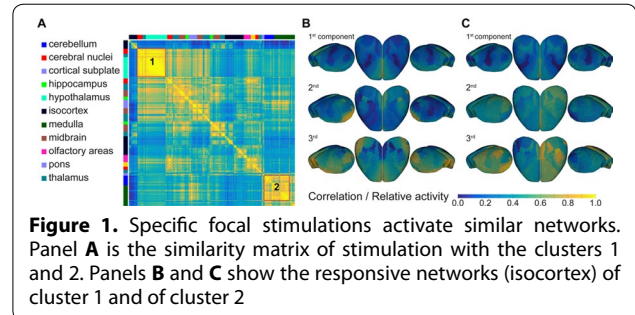 A
B
C
cerebellum
cerebral nuclei
cortical subplate
hippocampus
hypothalamus
isocortex
medulla
midbrain
olfactory areas
pons
thalamus
1
2
1st component
2nd
3rd
1st component
2nd
3rd
Correlation / Relative activity
0.0 0.2 0.4 0.6 0.8 1.0
Figure 1. Specific focal stimulations activate similar networks.
Panel A is the similarity matrix of stimulation with the clusters 1
and 2. Panels B and C show the responsive networks (isocortex) of
cluster 1 and of cluster 2